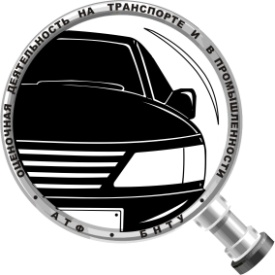 ОЦЕНОЧНАЯ ДЕЯТЕЛЬНОСТЬ НА ТРАНСПОРТЕ И В ПРОМЫШЛЕННОСТИ
• АТФ • БНТУ •